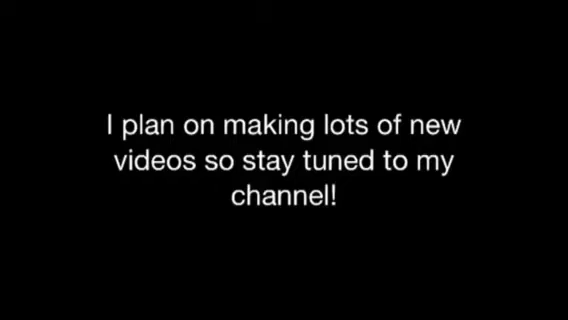 I plan on making lots of new
videos so stay tuned to my
channel!